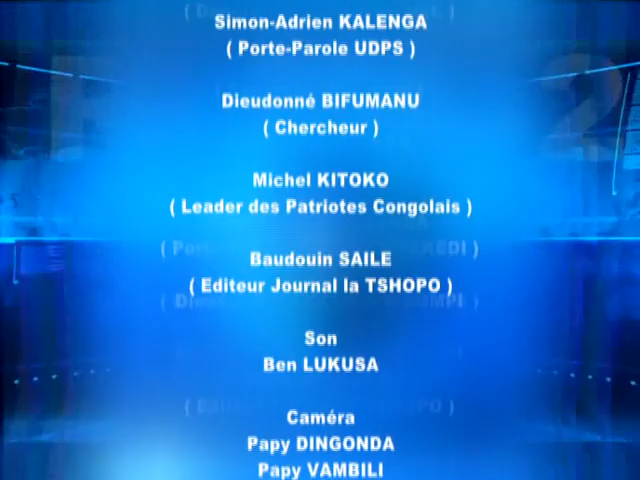 Simon-Adrien KALENGA
( Porte-Parole UDPS )
Dieudonné BIFUMANU
( Chercheur )
Michel KITOKO
( Leader des Patriotes Congolais )
Baudouin SAILE
( Editeur Journal la TSHOPO )
Son
Ben LUKUSA
Caméra
Papy DINGONDA
Papy VAMBILI